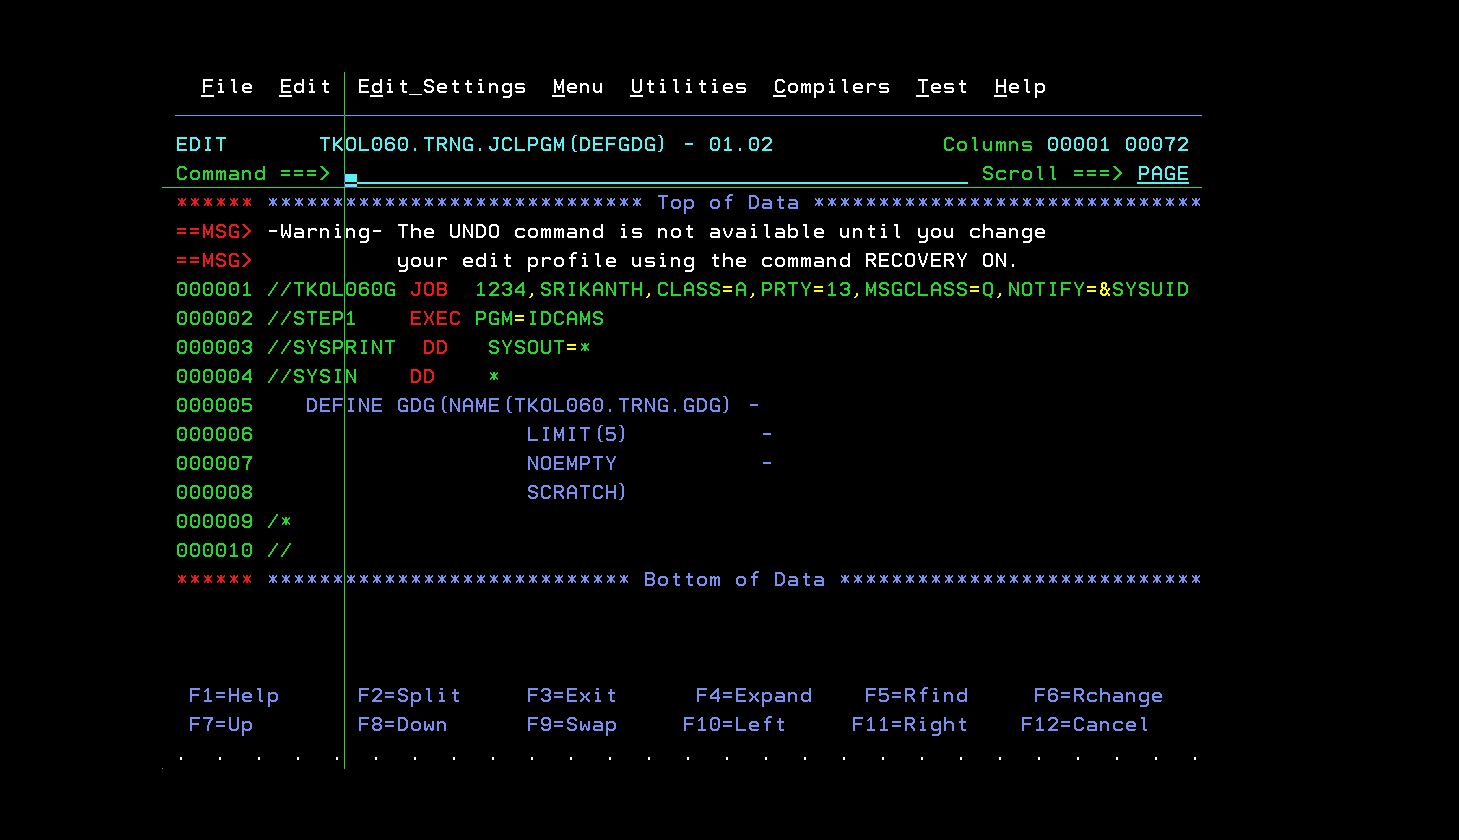 File  Edit  Edit_Settings  Menu  Utilities  Compilers  Test  Help
EDIT       TKOL060.TRNG.JCLPGM(DEFGDG) - 01.02             Columns 00001 00072
Command ===>                                                  Scroll ===> PAGE
****** ***************************** Top of Data ******************************
==MSG> -Warning- The UNDO command is not available until you change
==MSG>           your edit profile using the command RECOVERY ON.
000001 //TKOL060G JOB  1234,SRIKANTH,CLASS=A,PRTY=13,MSGCLASS=Q,NOTIFY=&SYSUID
000002 //STEP1    EXEC PGM=IDCAMS
000003 //SYSPRINT  DD   SYSOUT=*
000004 //SYSIN    DD    *
000005    DEFINE GDG(NAME(TKOL060.TRNG.GDG) -
000006                     LIMIT(5)          -
000007                     NOEMPTY           -
000008                     SCRATCH)
000009 /*
000010 //
****** **************************** Bottom of Data ****************************
F1=Help      F2=Split     F3=Exit      F4=Expand    F5=Rfind     F6=Rchange
F7=Up        F8=Down      F9=Swap     F10=Left     F11=Right    F12=Cancel
. . . . . . . . . . . . . . . . . . . . . . . . . . .